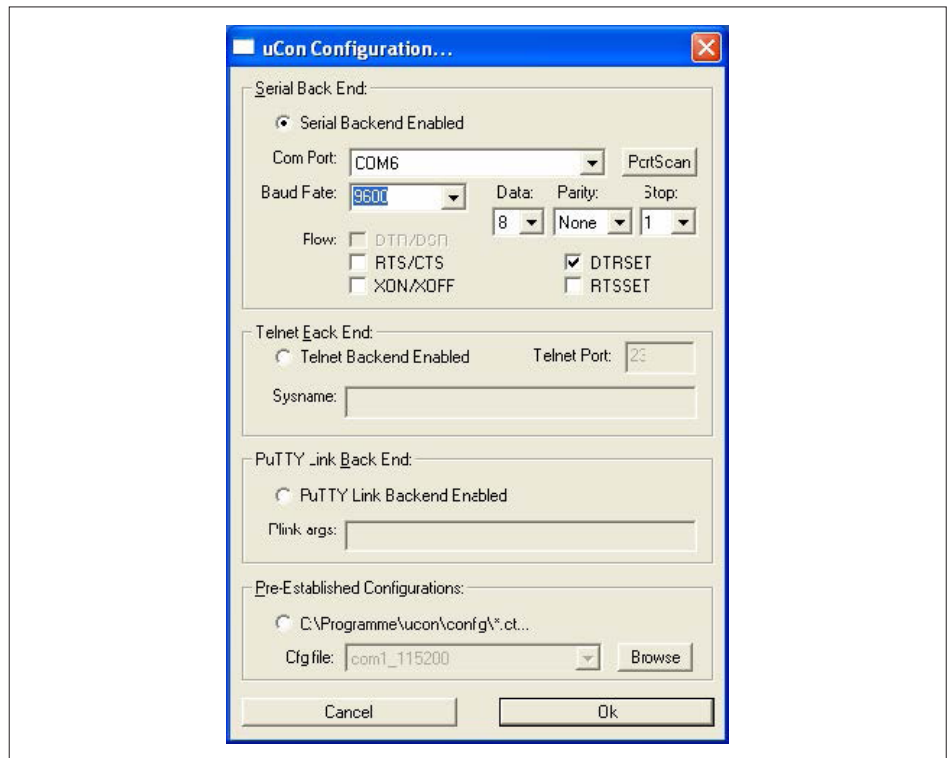 uCon Configuration...
Serial Back End:
Serial Backend Enabled
Com Port: COM6 PortScan
Baud Rate: 9600 Data: Parity: Stop:
8 None 1
Flow: DTR/DSR
RTS/CTS DTRSET
XON/XOFF RTSSET
Telnet Back End:
Telnet Backend Enabled Telnet Port: 23
Sysname:
PuTTY Link Back End:
PuTTY Link Backend Enabled
Plink args:
Pre-Established Configurations:
C:\Programme\ucon\config\*.ct...
Cfg file: com1_115200 Browse
Cancel Ok